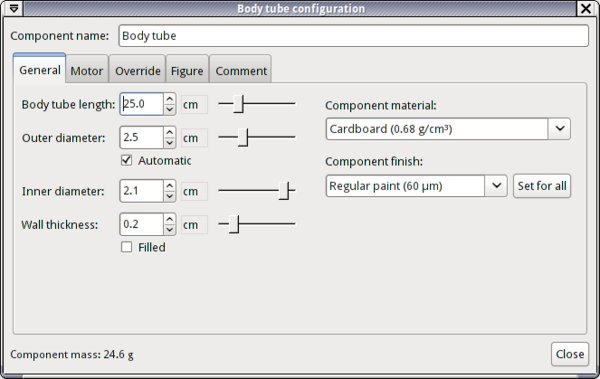 Body tube configuration
Component name: Body tube
General Motor Override Figure Comment
Body tube length: 25.0 cm
Outer diameter: 2.5 cm
Automatic
Inner diameter: 2.1 cm
Wall thickness: 0.2 cm
Filled
Component material:
Cardboard (0.68 g/cm³)
Component finish:
Regular paint (60 µm) Set for all
Component mass: 24.6 g
Close